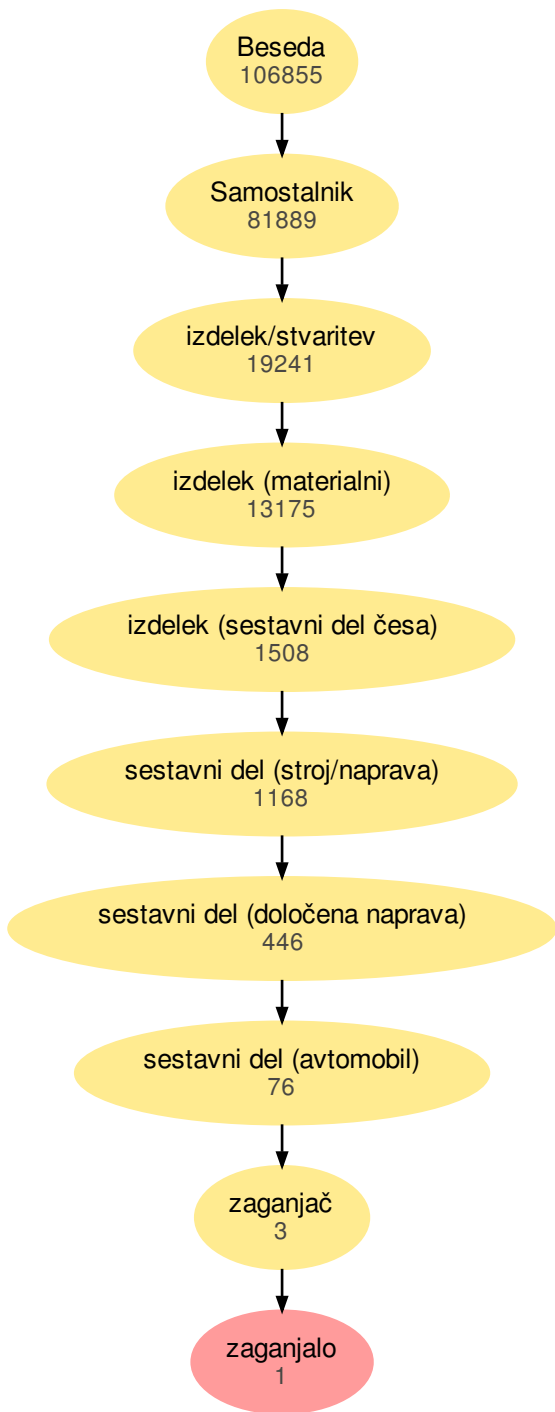 Beseda
106855
Samostalnik
81889
izdelek/stvaritev
19241
izdelek (materialni)
13175
izdelek (sestavni del česa)
1508
sestavni del (stroj/naprava)
1168
sestavni del (določena naprava)
446
sestavni del (avtomobil)
76
zaganjač
3
zaganjalo
1